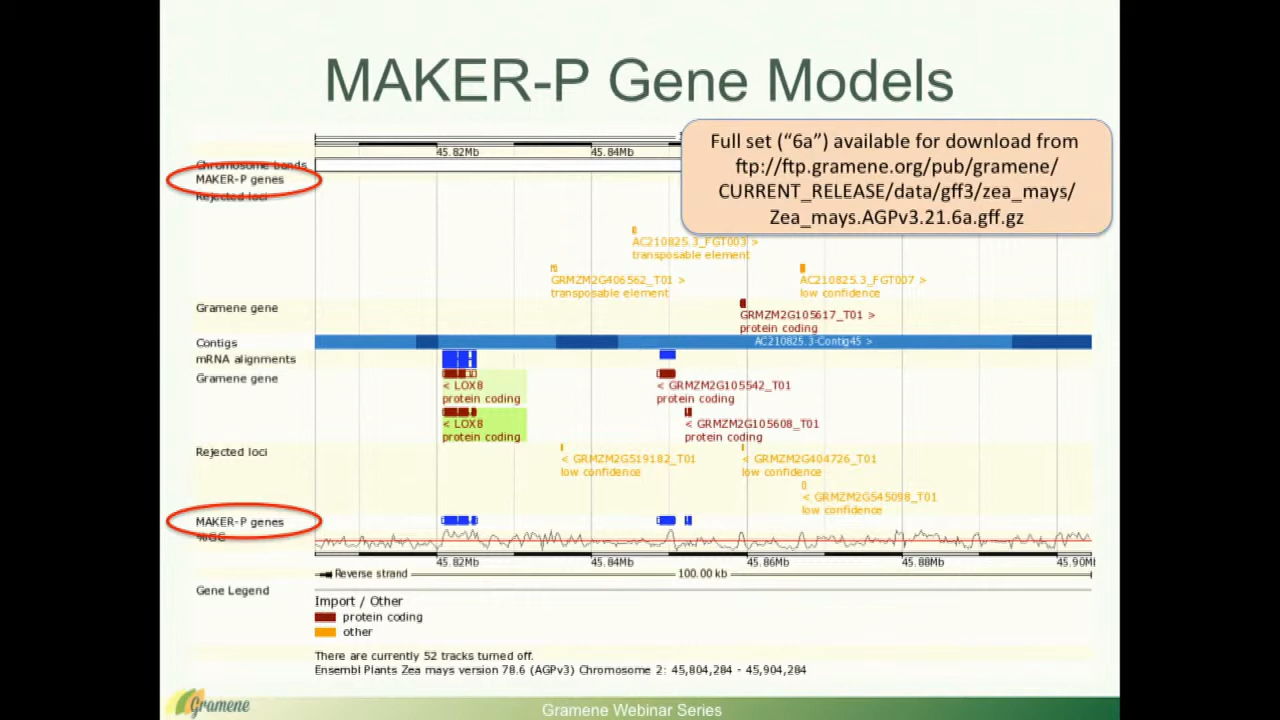 MAKER-P Gene Models
Full set (“6a”) available for download from
ftp://ftp.gramene.org/pub/gramene/
CURRENT_RELEASE/data/gff3/zea_mays/
Zea_mays.AGPv3.21.6a.gff.gz
45.82Mb
45.84Mb
Chromosome bands
MAKER-P genes
Rejected loci
AC210825.3_FGT003 >
transposable element
GRMZM2G406562_T01 >
transposable element
AC210825.3_FGT007 >
low confidence
Gramene gene
GRMZM2G105617_T01 >
protein coding
Contigs
AC210825.3-Contig45 >
mRNA alignments
Gramene gene
< LOX8
protein coding
< GRMZM2G105542_T01
protein coding
< LOX8
protein coding
< GRMZM2G105608_T01
protein coding
Rejected loci
< GRMZM2G519182_T01
low confidence
< GRMZM2G404726_T01
low confidence
< GRMZM2G545098_T01
low confidence
MAKER-P genes
%GC
45.82Mb
45.84Mb
45.86Mb
45.88Mb
45.90M
Reverse strand
100.00 kb
Gene Legend
Import / Other
protein coding
other
There are currently 52 tracks turned off.
Ensembl Plants Zea mays version 78.6 (AGPv3) Chromosome 2: 45,804,284 - 45,904,284
Gramene
Gramene Webinar Series